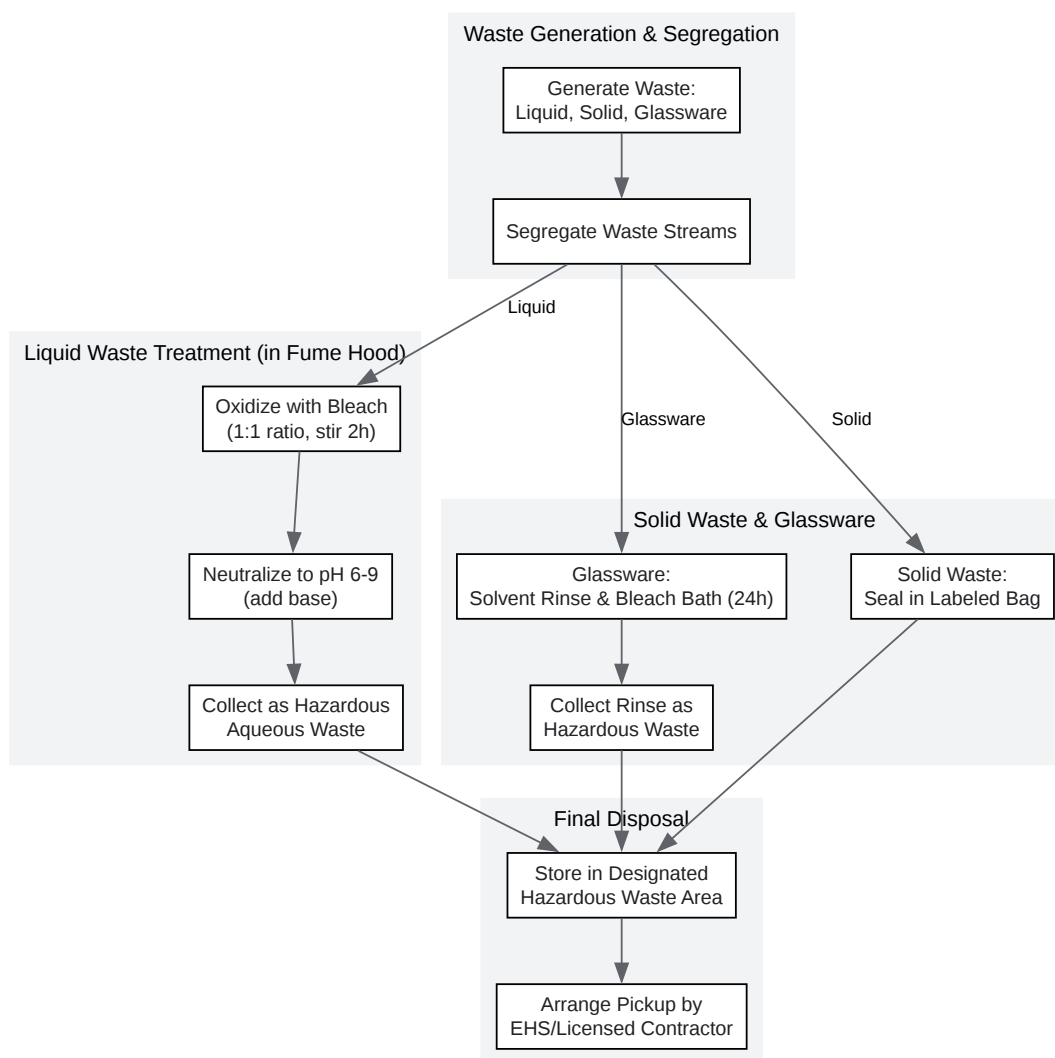 Waste Generation & Segregation
Generate Waste:
Liquid, Solid, Glassware
Segregate Waste Streams
Liquid
Liquid Waste Treatment (in Fume Hood)
Oxidize with Bleach
(1:1 ratio, stir 2h)
Glassware
Solid
Solid Waste & Glassware
Neutralize to pH 6-9
(add base)
Glassware:
Solvent Rinse & Bleach Bath (24h)
Solid Waste:
Seal in Labeled Bag
Collect as Hazardous
Aqueous Waste
Collect Rinse as
Hazardous Waste
Final Disposal
Store in Designated
Hazardous Waste Area
Arrange Pickup by
EHS/Licensed Contractor